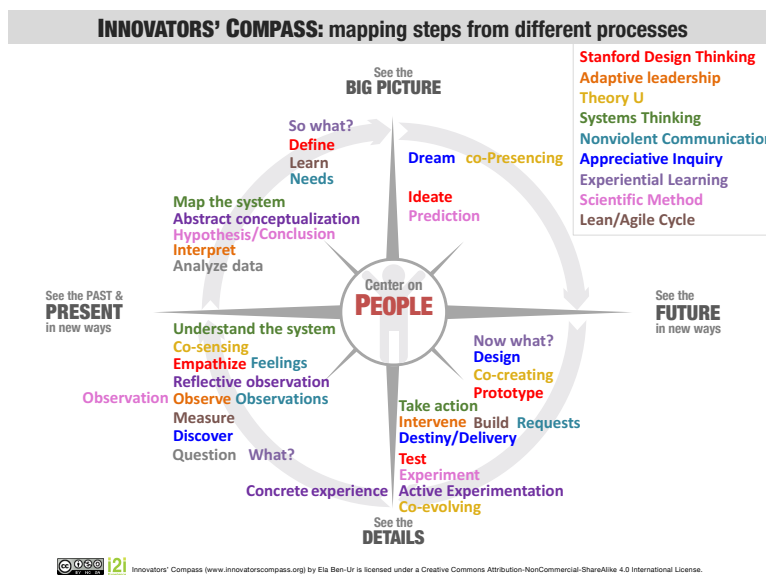 INNOVATORS' COMPASS: mapping steps from different processes
Stanford Design Thinking
Adaptive leadership
Theory U
Systems Thinking
Nonviolent Communication
Appreciative Inquiry
Experiential Learning
Scientific Method
Lean/Agile Cycle
See the
BIG PICTURE
So what?
Define
Learn
Needs
Map the system
Abstract conceptualization
Hypothesis/Conclusion
Interpret
Analyze data
Dream co-Presencing
Ideate
Prediction
See the PAST &
PRESENT
in new ways
Center on
PEOPLE
See the
FUTURE
in new ways
Understand the system
Co-sensing
Empathize Feelings
Reflective observation
Observation Observe Observations
Measure
Discover
Question What?
Concrete experience
Now what?
Design
Co-creating
Prototype
Take action
Intervene Build Requests
Destiny/Delivery
Test
Experiment
Active Experimentation
Co-evolving
See the
DETAILS
cc BY NC SA i2i Innovators' Compass (www.innovatorscompass.org) by Ela Ben-Ur is licensed under a Creative Commons Attribution-NonCommercial-ShareAlike 4.0 International License.